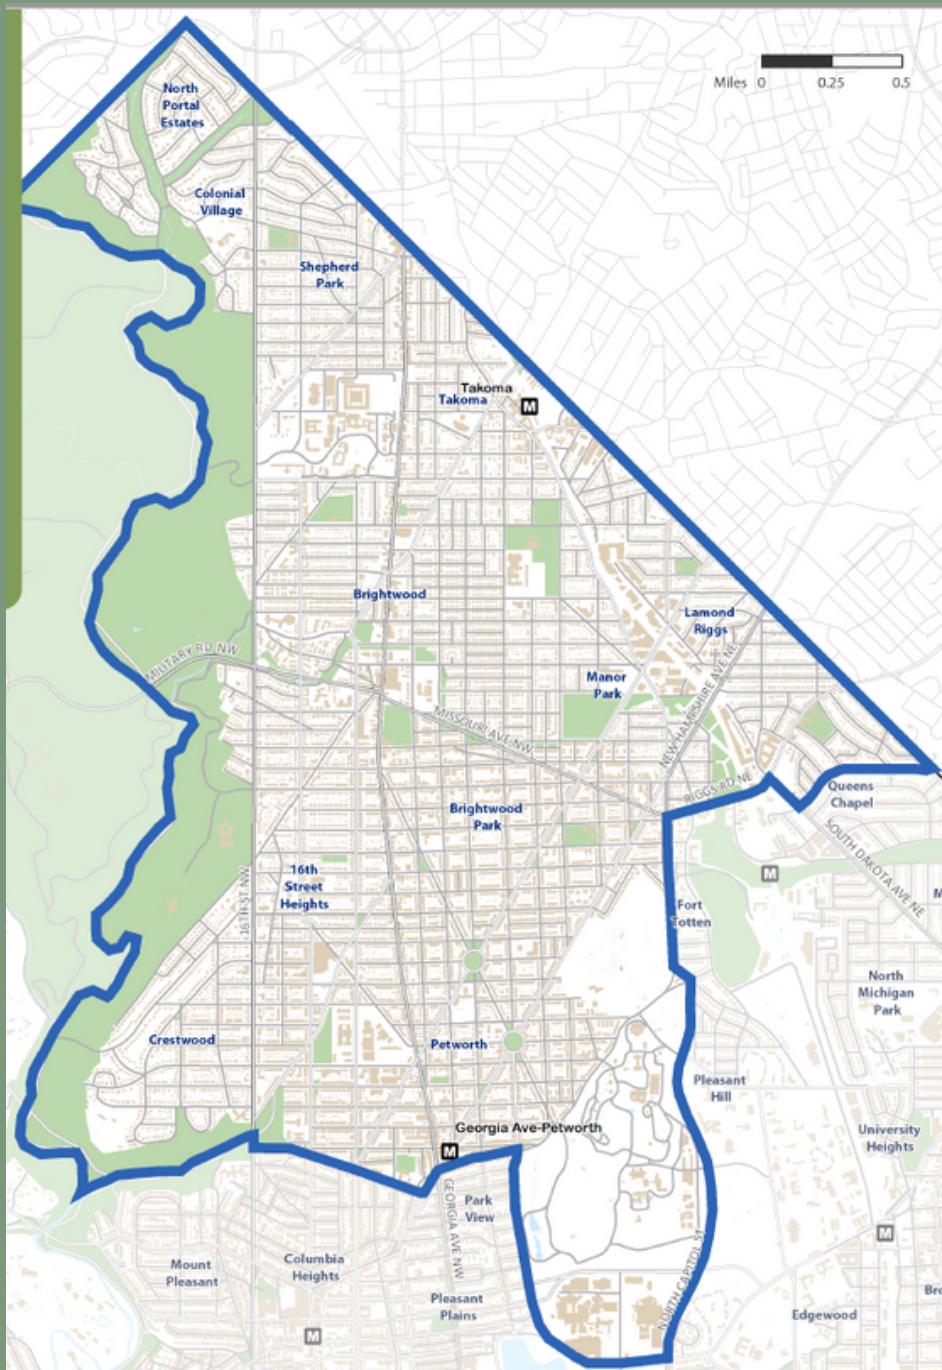 Miles 0 0.25 0.5
North
Portal
Estates
Colonial
Village
Shepherd
Park
Takoma
Takoma
M
Brightwood
Lamond
Riggs
MILITARY RD NW
Manor
Park
NEW HAMPSHIRE AVE NE
MISSOURI AVE NW
RIGGS RD NE
Queens
Chapel
Brightwood
Park
SOUTH DAKOTA AVE NE
16th
Street
Heights
16TH ST NW
M
M
Fort
Totten
North
Michigan
Park
Crestwood
Petworth
Pleasant
Hill
Georgia Ave-Petworth
M
University
Heights
GEORGIA AVE NW
Park
View
M
NORTH CAPITOL ST
Mount
Pleasant
Columbia
Heights
Pleasant
Plains
Edgewood
M